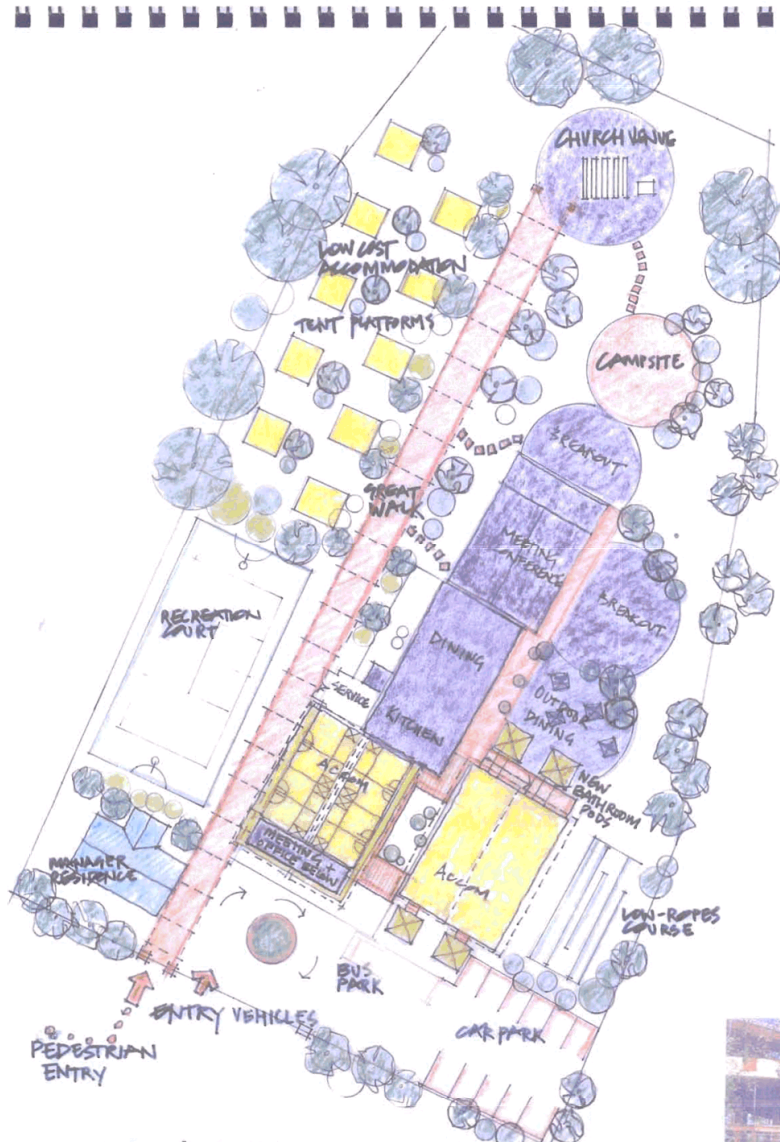 CHURCH VENUE
LOW COST
ACCOMMODATION
TENT PLATFORMS
CAMPSITE
BREAKOUT
GREAT
WALK
MEETING
CONFERENCE
BREAKOUT
RECREATION
COURT
DINING
SERVICE
KITCHEN
OUTDOOR
DINING
ACCOM
NEW
BATHROOM
PODS
MEETING +
OFFICE BELOW
MANAGER
RESIDENCE
ACCOM
LOW-ROPES
COURSE
BUS
PARK
ENTRY VEHICLES
CAR PARK
PEDESTRIAN
ENTRY